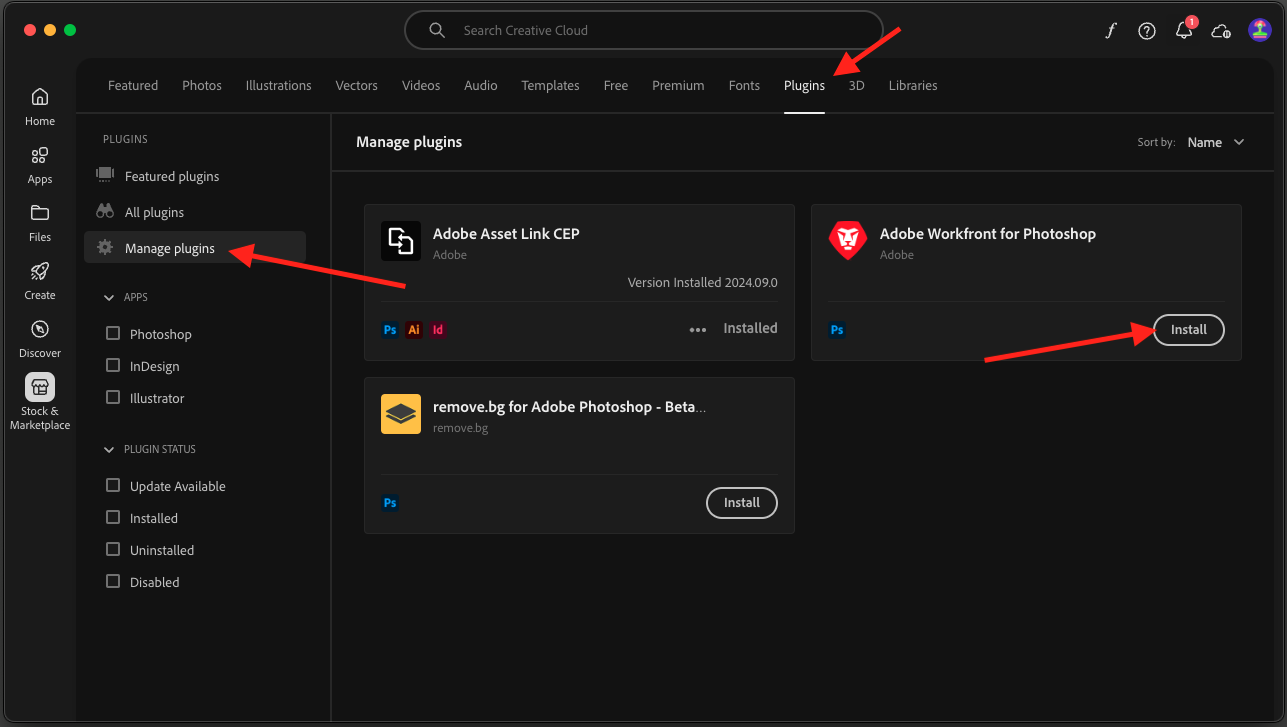 Search Creative Cloud
1
Featured Photos Illustrations Vectors Videos Audio Templates Free Premium Fonts Plugins 3D Libraries
Home
Apps
Files
Create
Discover
Stock &
Marketplace
PLUGINS
Featured plugins
All plugins
Manage plugins
APPS
Photoshop
InDesign
Illustrator
PLUGIN STATUS
Update Available
Installed
Uninstalled
Disabled
Manage plugins
Sort by: Name
Adobe Asset Link CEP
Adobe
Version Installed 2024.09.0
Ps Ai Id ••• Installed
Adobe Workfront for Photoshop
Adobe
Ps Install
remove.bg for Adobe Photoshop - Beta...
remove.bg
Ps Install